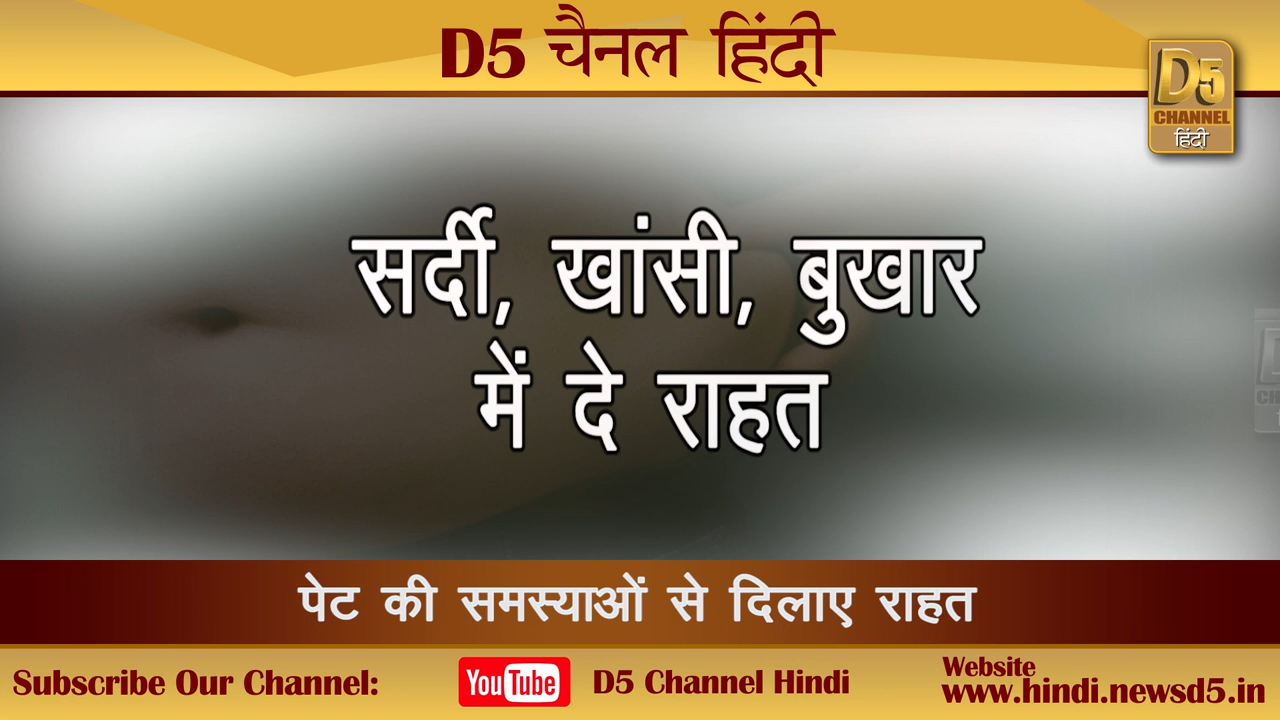 D5 चैनल हिंदी
D5
CHANNEL
हिंदी
सर्दी, खांसी, बुखार
में दे राहत
पेट की समस्याओं से दिलाए राहत
Subscribe Our Channel:
YouTube
D5 Channel Hindi
Website
www.hindi.newsd5.in